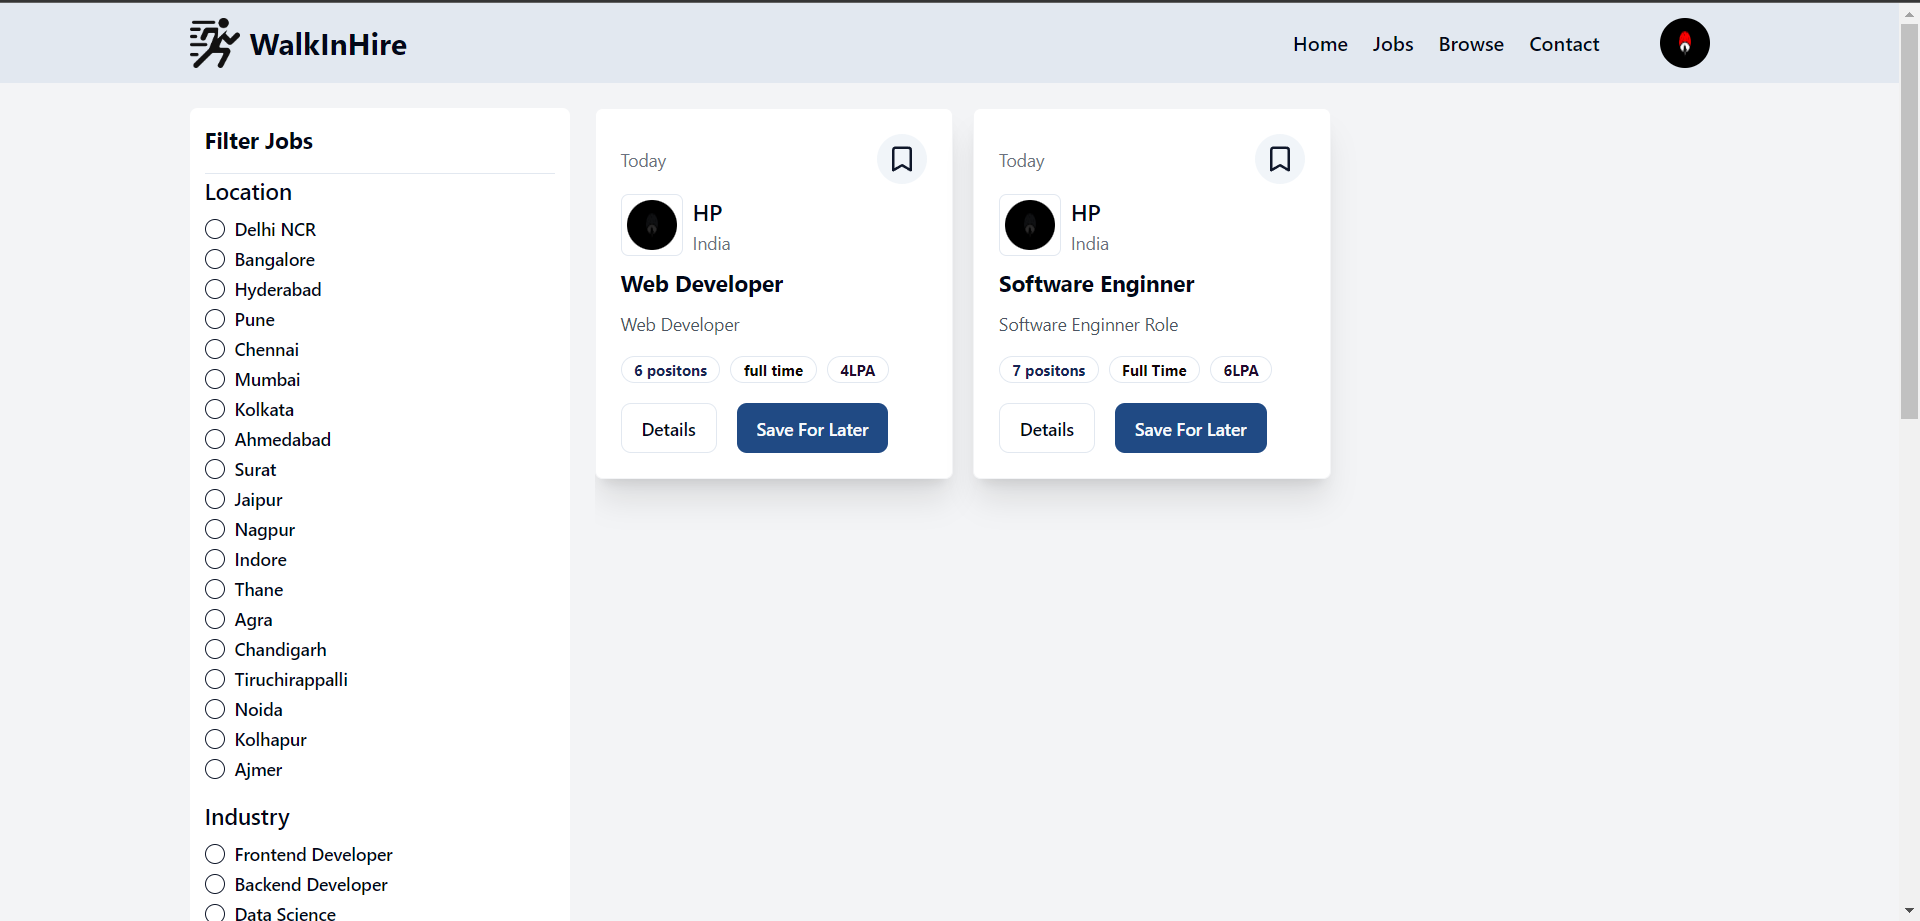 WalkInHire
Home Jobs Browse Contact
Filter Jobs
Location
Delhi NCR
Bangalore
Hyderabad
Pune
Chennai
Mumbai
Kolkata
Ahmedabad
Surat
Jaipur
Nagpur
Indore
Thane
Agra
Chandigarh
Tiruchirappalli
Noida
Kolhapur
Ajmer
Industry
Frontend Developer
Backend Developer
Data Science
Today
HP
India
Web Developer
Web Developer
6 positons full time 4LPA
Details Save For Later
Today
HP
India
Software Enginner
Software Enginner Role
7 positons Full Time 6LPA
Details Save For Later